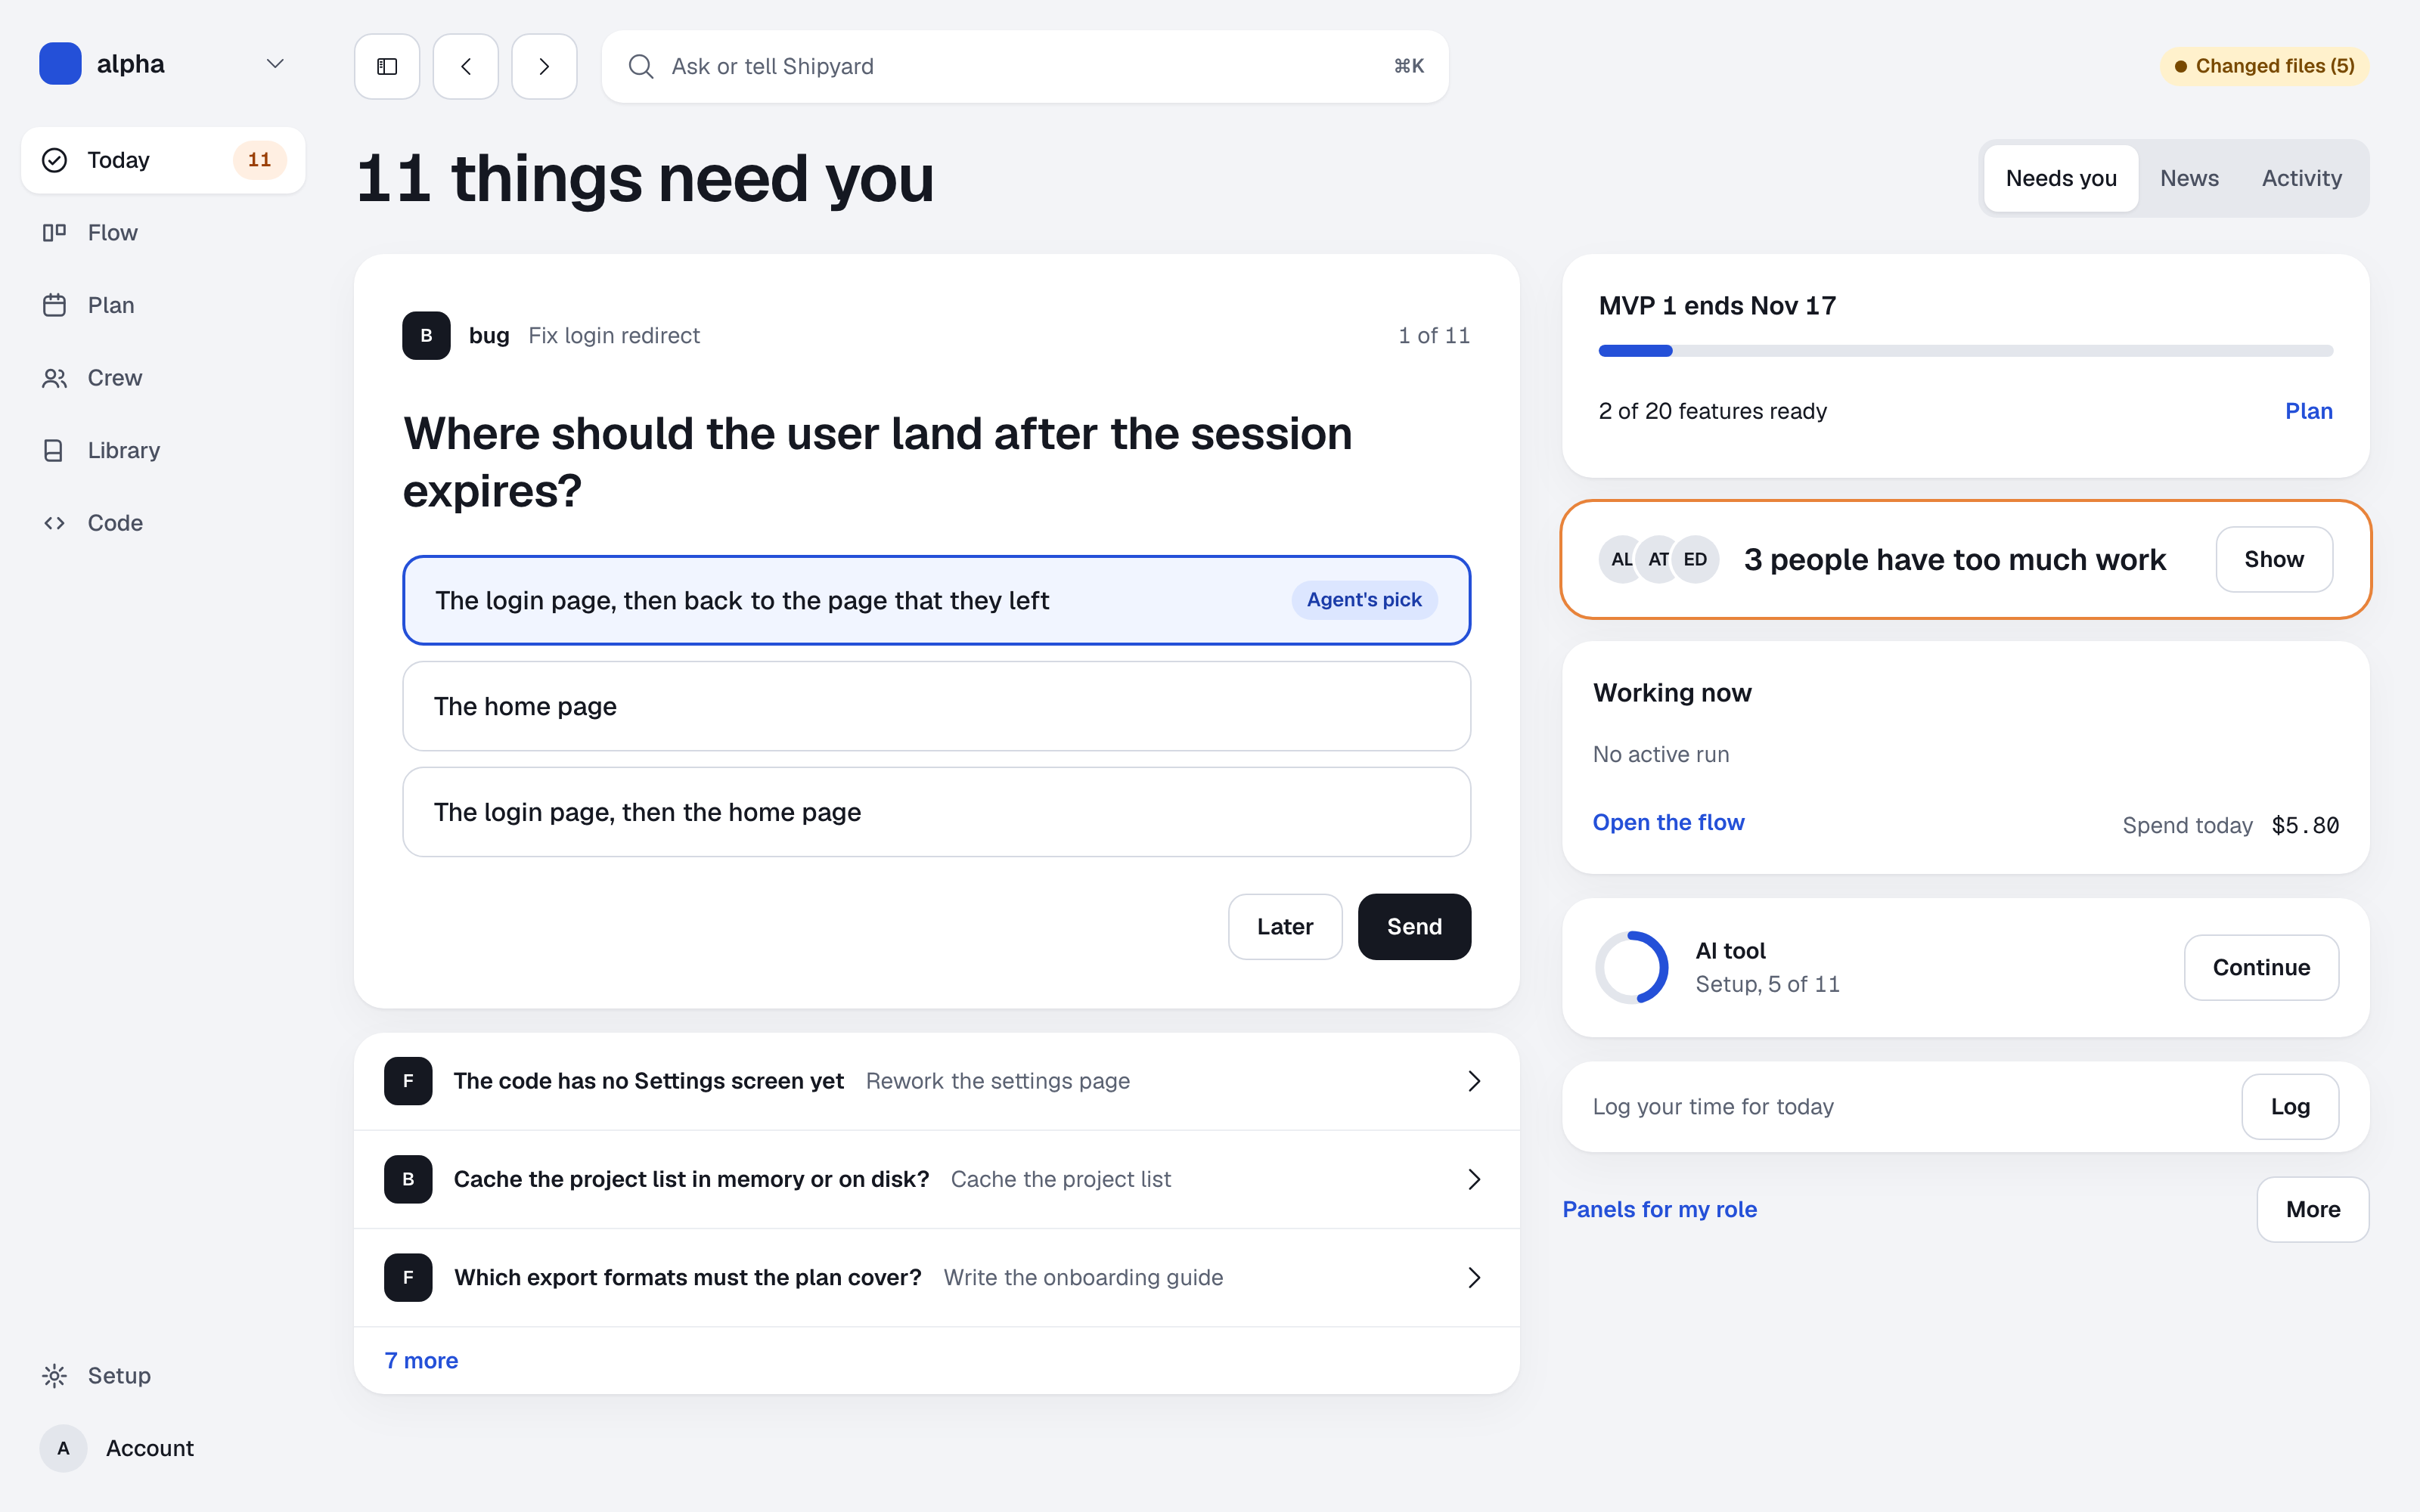 alpha
Ask or tell Shipyard
⌘K
Changed files (5)
Today
11
Flow
Plan
Crew
Library
Code
Setup
A
Account
11 things need you
Needs you
News
Activity
B
bug
Fix login redirect
1 of 11
Where should the user land after the session
expires?
The login page, then back to the page that they left
Agent's pick
The home page
The login page, then the home page
Later
Send
F
The code has no Settings screen yet
Rework the settings page
B
Cache the project list in memory or on disk?
Cache the project list
F
Which export formats must the plan cover?
Write the onboarding guide
7 more
MVP 1 ends Nov 17
2 of 20 features ready
Plan
AL
AT
ED
3 people have too much work
Show
Working now
No active run
Open the flow
Spend today
$5.80
AI tool
Setup, 5 of 11
Continue
Log your time for today
Log
Panels for my role
More